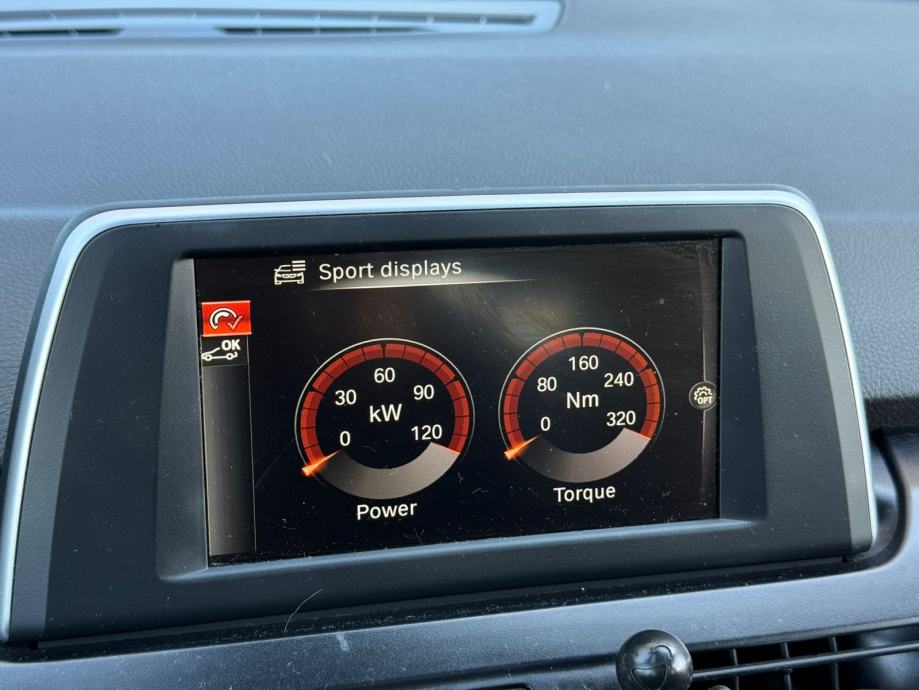 Sport displays
OK
0
30
60
90
120
kW
Power
0
80
160
240
320
Nm
Torque
OPT